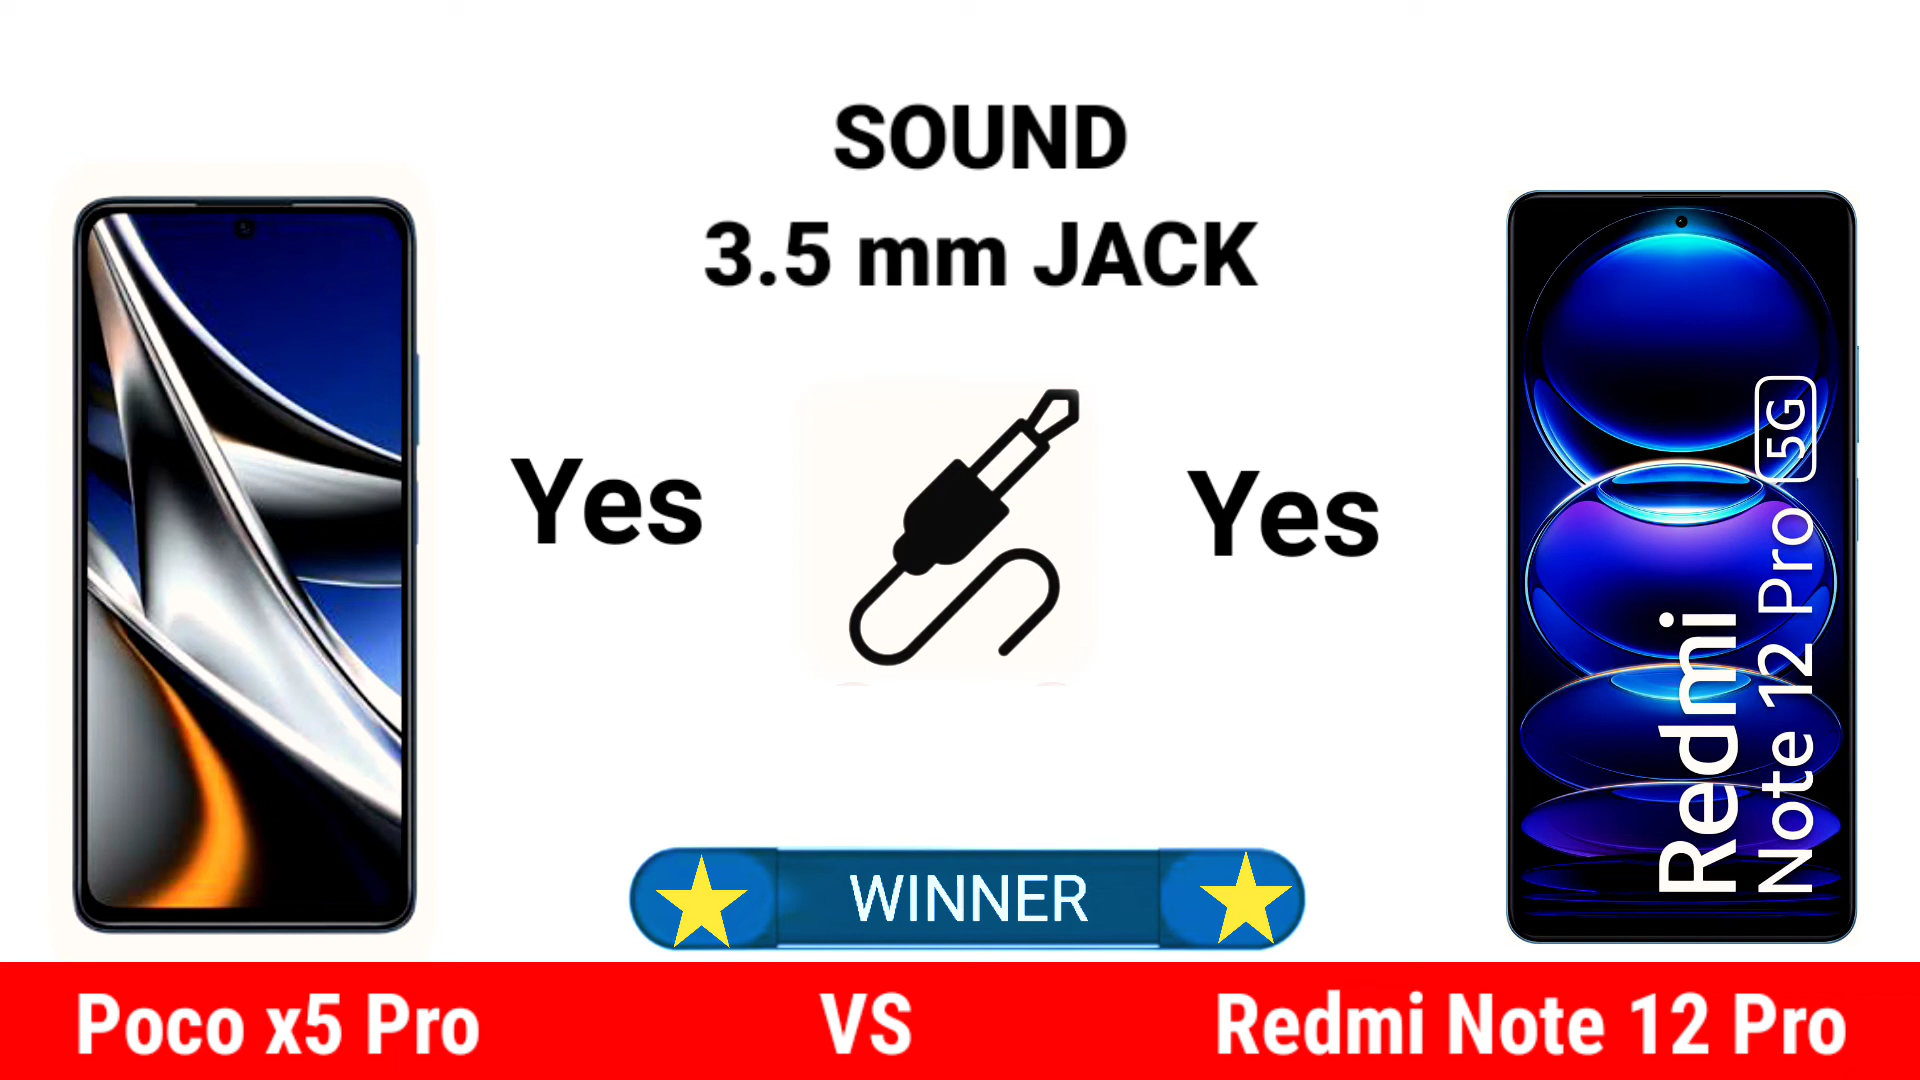 SOUND
3.5 mm JACK
Yes
Yes
Redmi
Note 12 Pro 5G
WINNER
Poco x5 Pro VS Redmi Note 12 Pro